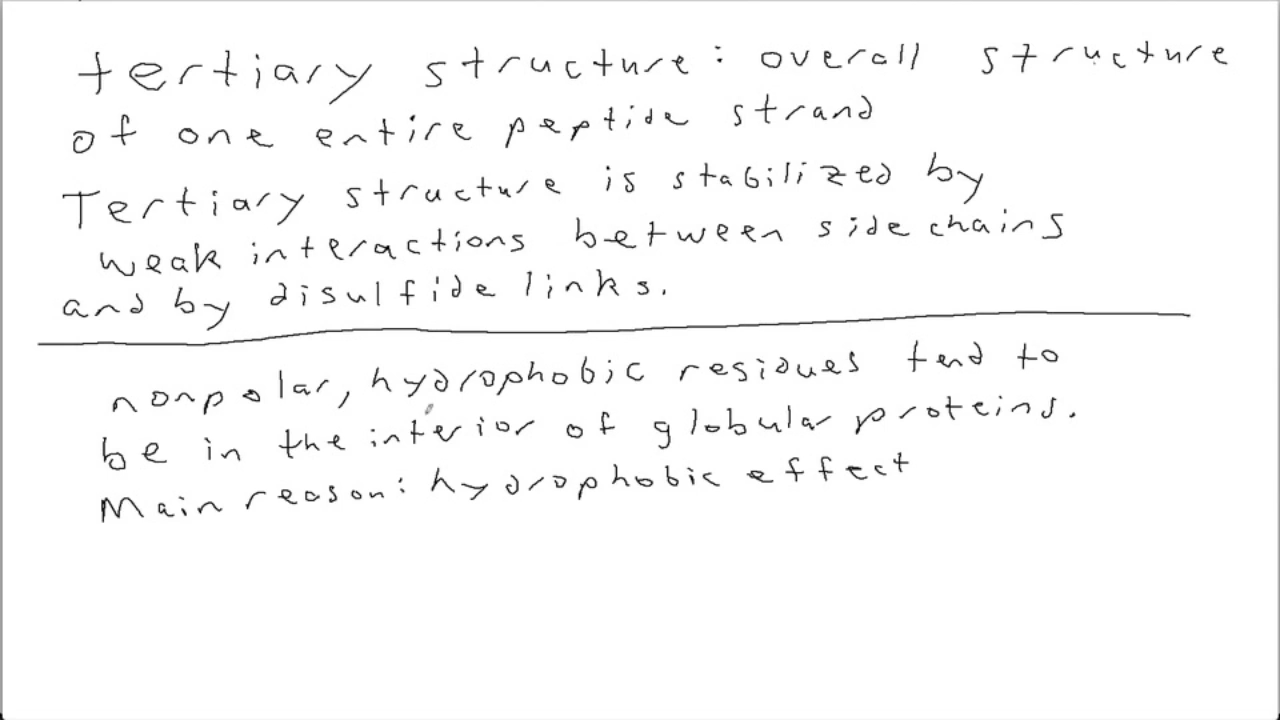 tertiary structure: overall structure
of one entire peptide strand
Tertiary structure is stabilized by
weak interactions between side chains
and by disulfide links.
nonpolar, hydrophobic residues tend to
be in the interior of globular proteins.
Main reason: hydrophobic effect